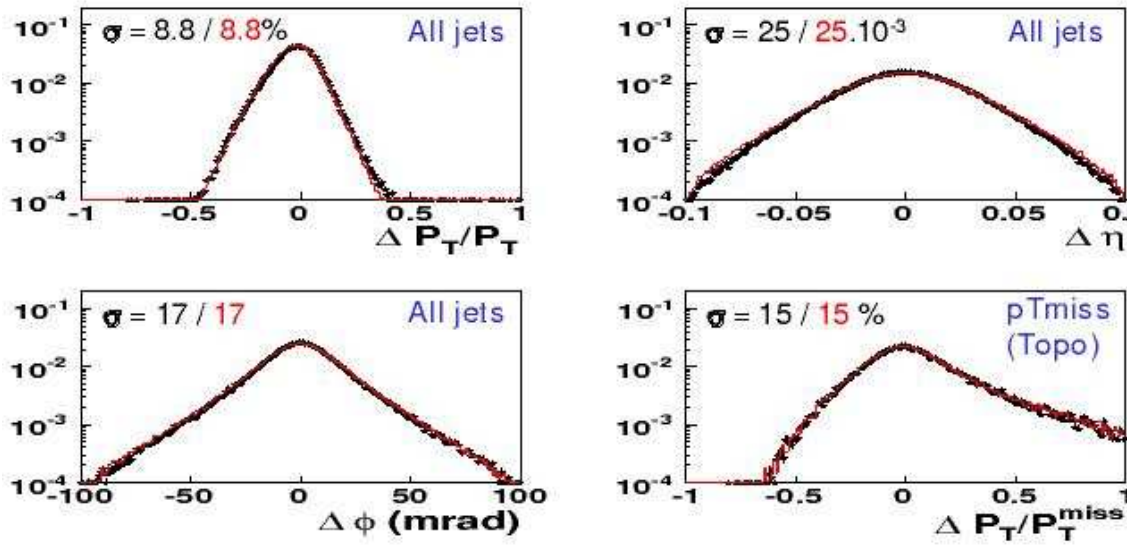 10⁻¹
σ = 8.8 / 8.8%
All jets
10⁻²
10⁻³
10⁻⁴
-1 -0.5 0 0.5 1
Δ P_T/P_T
10⁻¹
σ = 25 / 25.10⁻³
All jets
10⁻²
10⁻³
10⁻⁴
-0.1 -0.05 0 0.05 0.
Δ η
10⁻¹
σ = 17 / 17
All jets
10⁻²
10⁻³
10⁻⁴
-100 -50 0 50 100
Δ ϕ (mrad)
10⁻¹
σ = 15 / 15 %
pTmiss
(Topo)
10⁻²
10⁻³
10⁻⁴
-1 -0.5 0 0.5 1
Δ P_T/P_T^miss